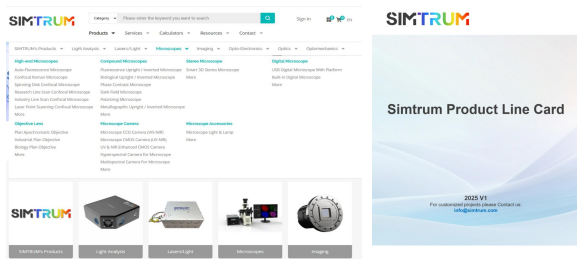 SIMTRUM
Category
Please enter the keyword you want to search
Sign In
EN
Products
Services
Calculators
Resources
Contact
SIMTRUM's Products
Light Analysis
Lasers/Light
Microscopes
Imaging
Opto-Electronics
Optics
Optomechanics
High-end Microscopes
Auto-Fluorescence Microscope
Confocal Raman Microscope
Spinning Disk Confocal Microscope
Research Line Scan Confocal Microscope
Industry Line Scan Confocal Microscope
Laser Point Scanning Confocal Microscope
More
Compound Microscopes
Fluorescence Upright / Inverted Microscope
Biological Upright / Inverted Microscope
Phase Contrast Microscope
Dark Field Microscope
Polarizing Microscope
Metallographic Upright / Inverted Microscope
More
Stereo Microscope
Smart 3D Stereo Microscope
More
Digital Microscope
USB Digital Microscope With Platform
Built-In Digital Microscope
More
Objective Lens
Plan Apochromatic Objective
Industrial Plan Objective
Biology Plan Objective
More
Microscope Camera
Microscope CCD Camera (VIS-NIR)
Microscope CMOS Camera (UV-NIR)
UV & NIR Enhanced CMOS Camera
Hyperspectral Camera For Microscope
Multispectral Camera For Microscope
More
Microscope Accessories
Microscope Light & Lamp
More
SIMTRUM
SIMTRUM's Products
Light Analysis
Lasers/Light
Microscopes
Imaging
SIMTRUM
Simtrum Product Line Card
2025 V1
For customized projects please Contact us:
info@simtrum.com